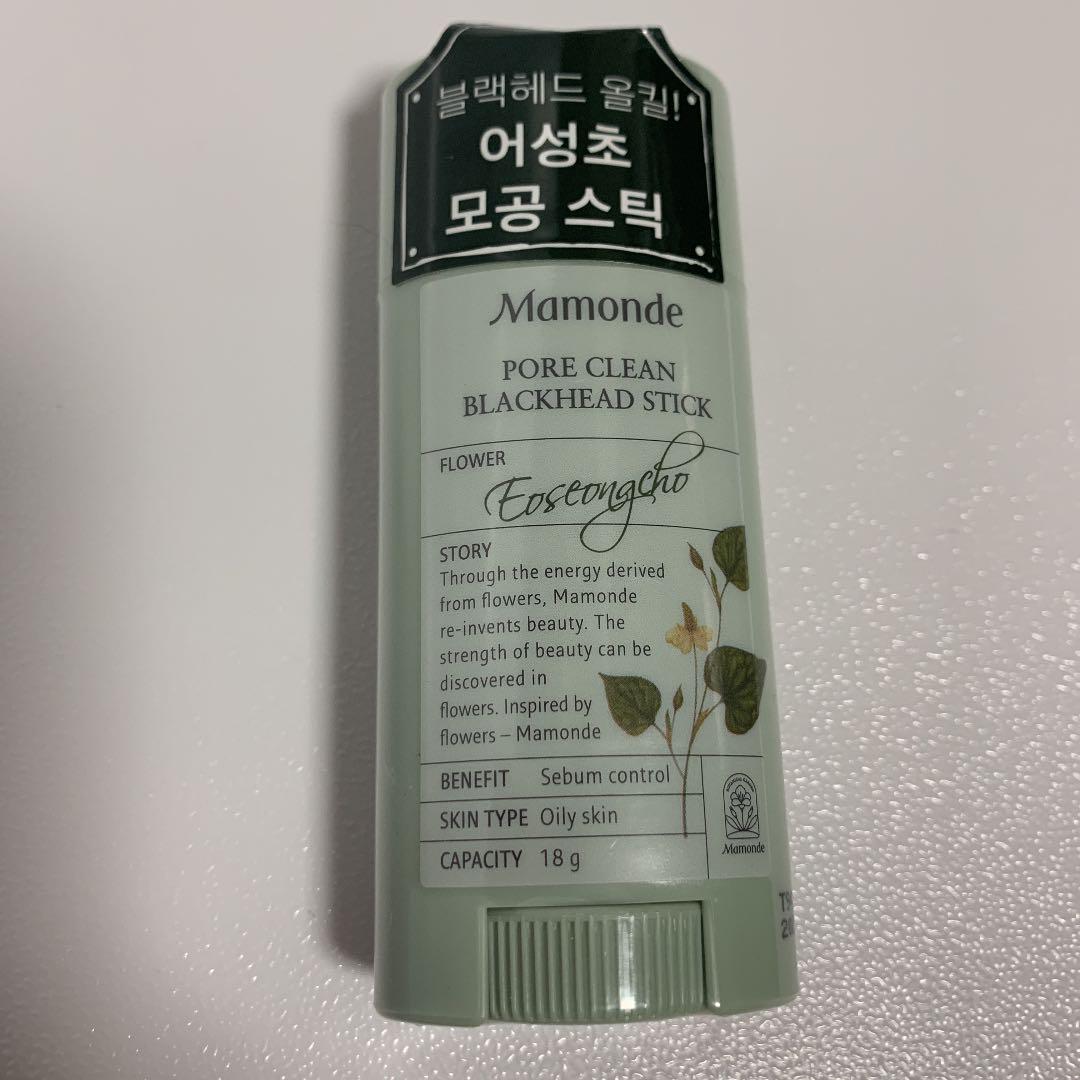 블랙헤드 올킬!
어성초
모공 스틱
Mamonde
PORE CLEAN
BLACKHEAD STICK
FLOWER
Eoseongcho
STORY
Through the energy derived
from flowers, Mamonde
re-invents beauty. The
strength of beauty can be
discovered in
flowers. Inspired by
flowers – Mamonde
BENEFIT Sebum control
SKIN TYPE Oily skin
CAPACITY 18 g
Mamonde